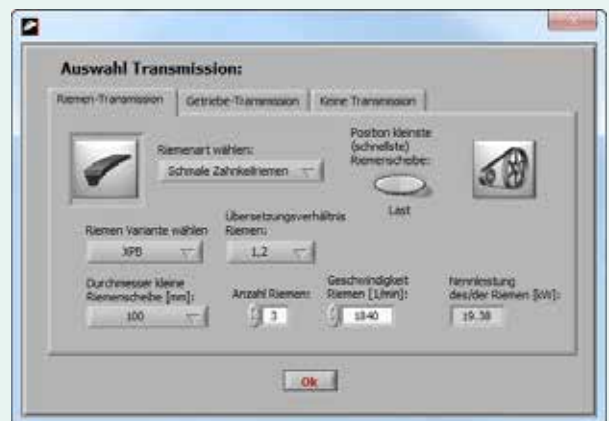 Auswahl Transmission:
Riemen-Transmission
Getriebe-Transmission
Keine Transmission
Riemenart wählen:
Schmale Zahnkeilriemen
Position kleinste
(schnellste)
Riemenscheibe:
Last
Riemen Variante wählen
XPB
Übersetzungsverhältnis
Riemen:
1,2
Durchmesser kleine
Riemenscheibe [mm]:
100
Anzahl Riemen:
3
Geschwindigkeit
Riemen [1/min]:
1840
Nennleistung
des/der Riemen [kW]:
19.38
Ok